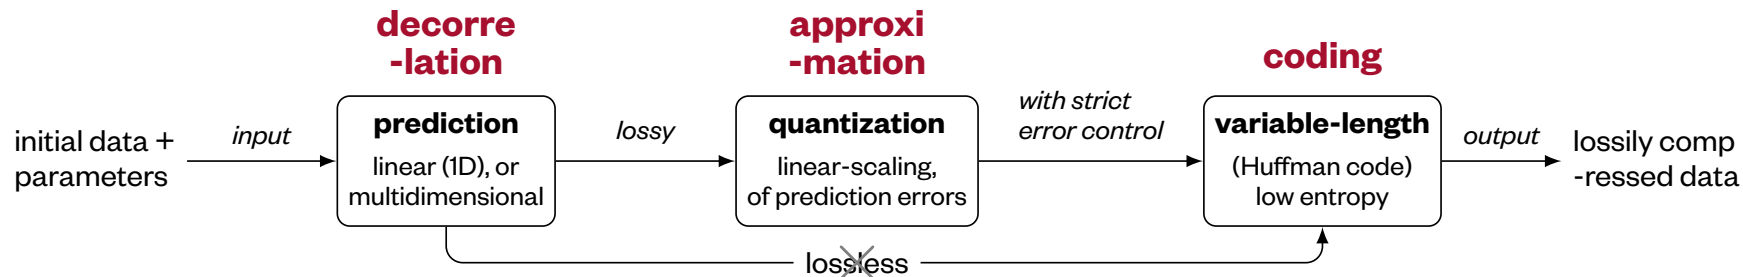 decorre
-lation
approxi
-mation
coding
initial data +
parameters
input
prediction
linear (1D), or
multidimensional
lossy
quantization
linear-scaling,
of prediction errors
with strict
error control
variable-length
(Huffman code)
low entropy
output
lossily comp
-ressed data
lossless